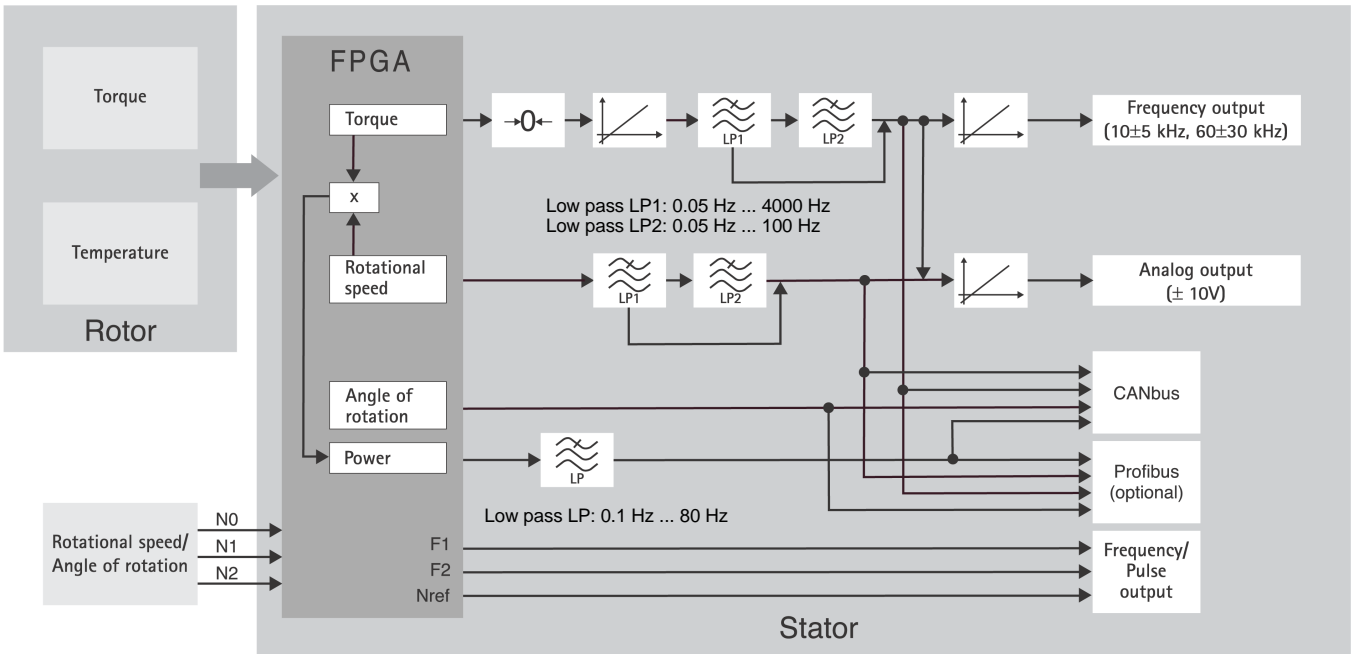 Torque
Temperature
Rotor
FPGA
Torque
x
Rotational
speed
Angle of
rotation
Power
→0←
LP1
LP2
Frequency output
(10±5 kHz, 60±30 kHz)
Low pass LP1: 0.05 Hz ... 4000 Hz
Low pass LP2: 0.05 Hz ... 100 Hz
LP1
LP2
Analog output
(± 10V)
CANbus
LP
Profibus
(optional)
Low pass LP: 0.1 Hz ... 80 Hz
Rotational speed/
Angle of rotation
N0
N1
N2
F1
F2
Nref
Frequency/
Pulse
output
Stator